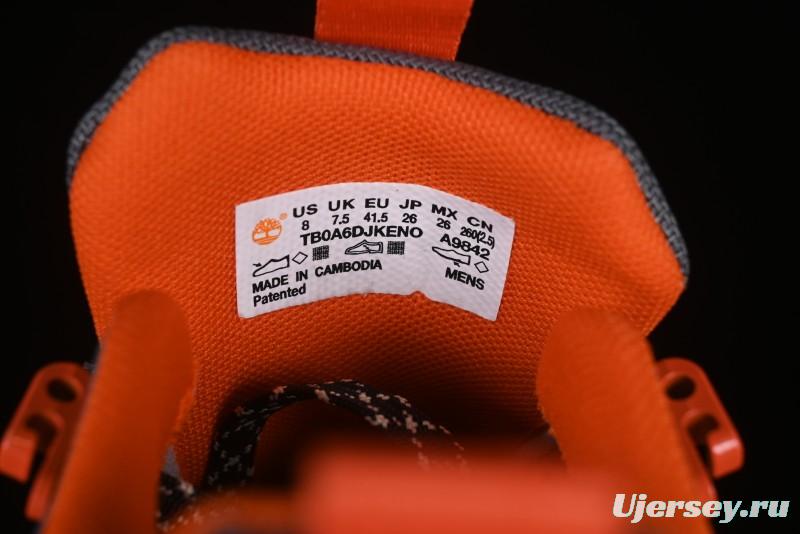 US UK EU JP MX CN
8 7.5 41.5 26 26 260(2.5)
TB0A6DJKENO A9842
MADE IN CAMBODIA MENS
Patented
Ujersey.ru